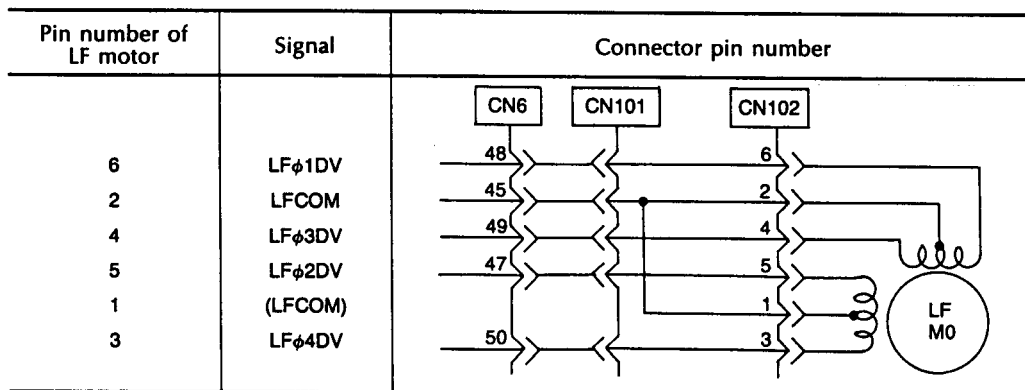 Pin number of
LF motor
Signal
Connector pin number
CN6 CN101 CN102
6 LFφ1DV 48 6
2 LFCOM 45 2
4 LFφ3DV 49 4
5 LFφ2DV 47 5
1 (LFCOM) 1
3 LFφ4DV 50 3
LF
M0